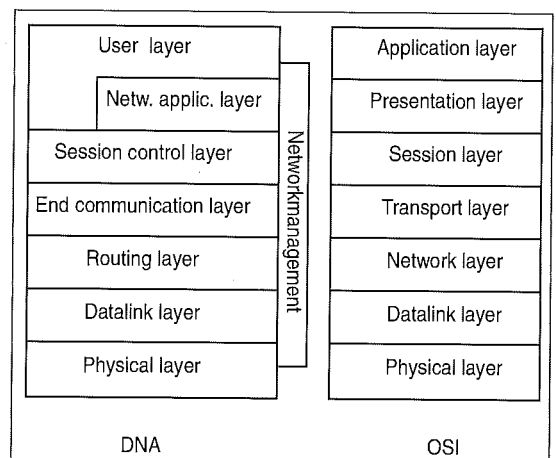 User layer
Netw. applic. layer
Session control layer
End communication layer
Routing layer
Datalink layer
Physical layer
Networkmanagement
DNA
Application layer
Presentation layer
Session layer
Transport layer
Network layer
Datalink layer
Physical layer
OSI